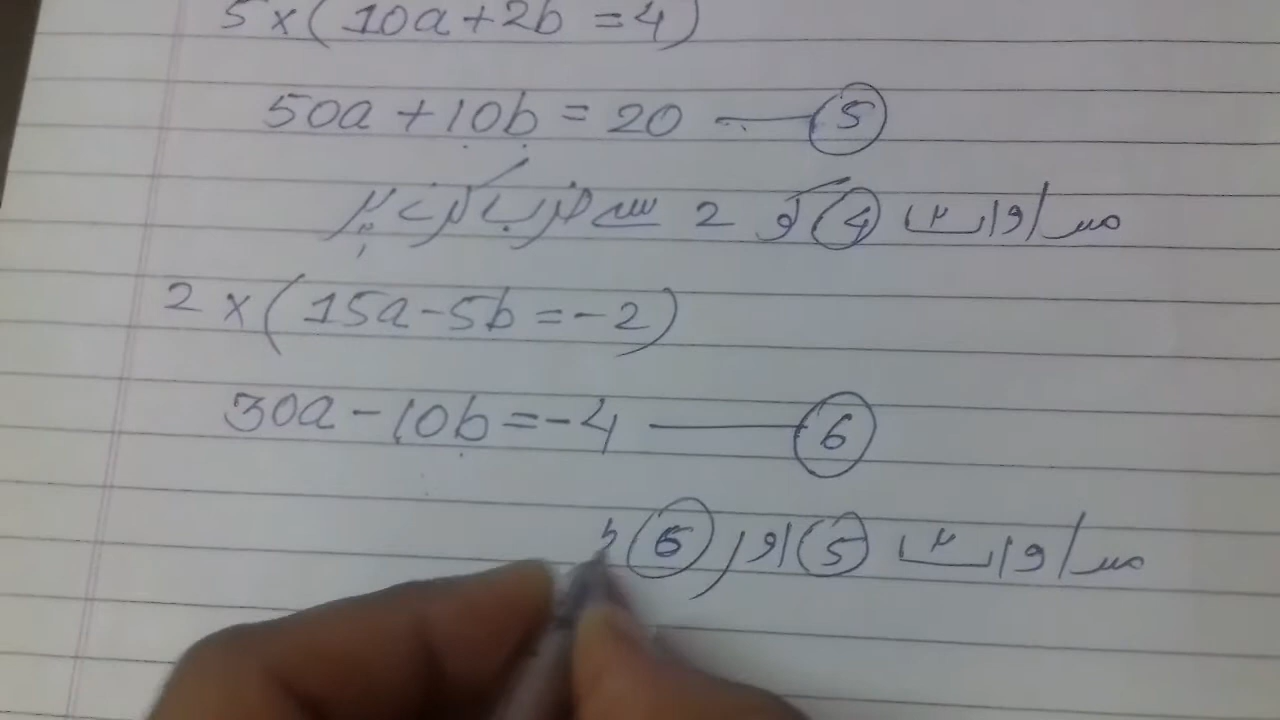 5 × ( 10a + 2b = 4 )
50a + 10b = 20 — 5
مساوات 4 کو 2 سے ضرب کرنے پر
2 × ( 15a - 5b = -2 )
30a - 10b = -4 — 6
مساوات 5 اور 6